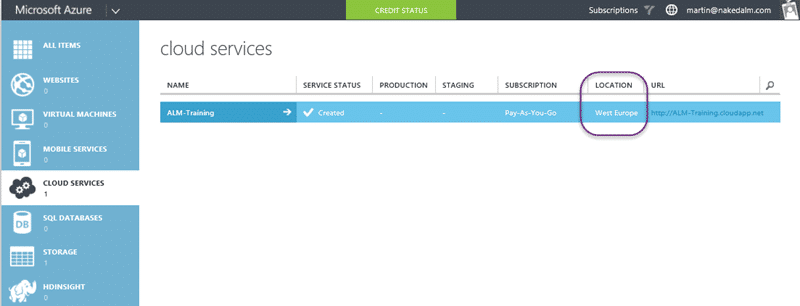 Microsoft Azure
CREDIT STATUS
Subscriptions
martin@nakedalm.com
ALL ITEMS
WEBSITES
0
VIRTUAL MACHINES
0
MOBILE SERVICES
0
CLOUD SERVICES
1
SQL DATABASES
0
STORAGE
1
HDINSIGHT
0
DB
cloud services
NAME SERVICE STATUS PRODUCTION STAGING SUBSCRIPTION LOCATION URL
ALM-Training Created - - Pay-As-You-Go West Europe http://ALM-Training.cloudapp.net